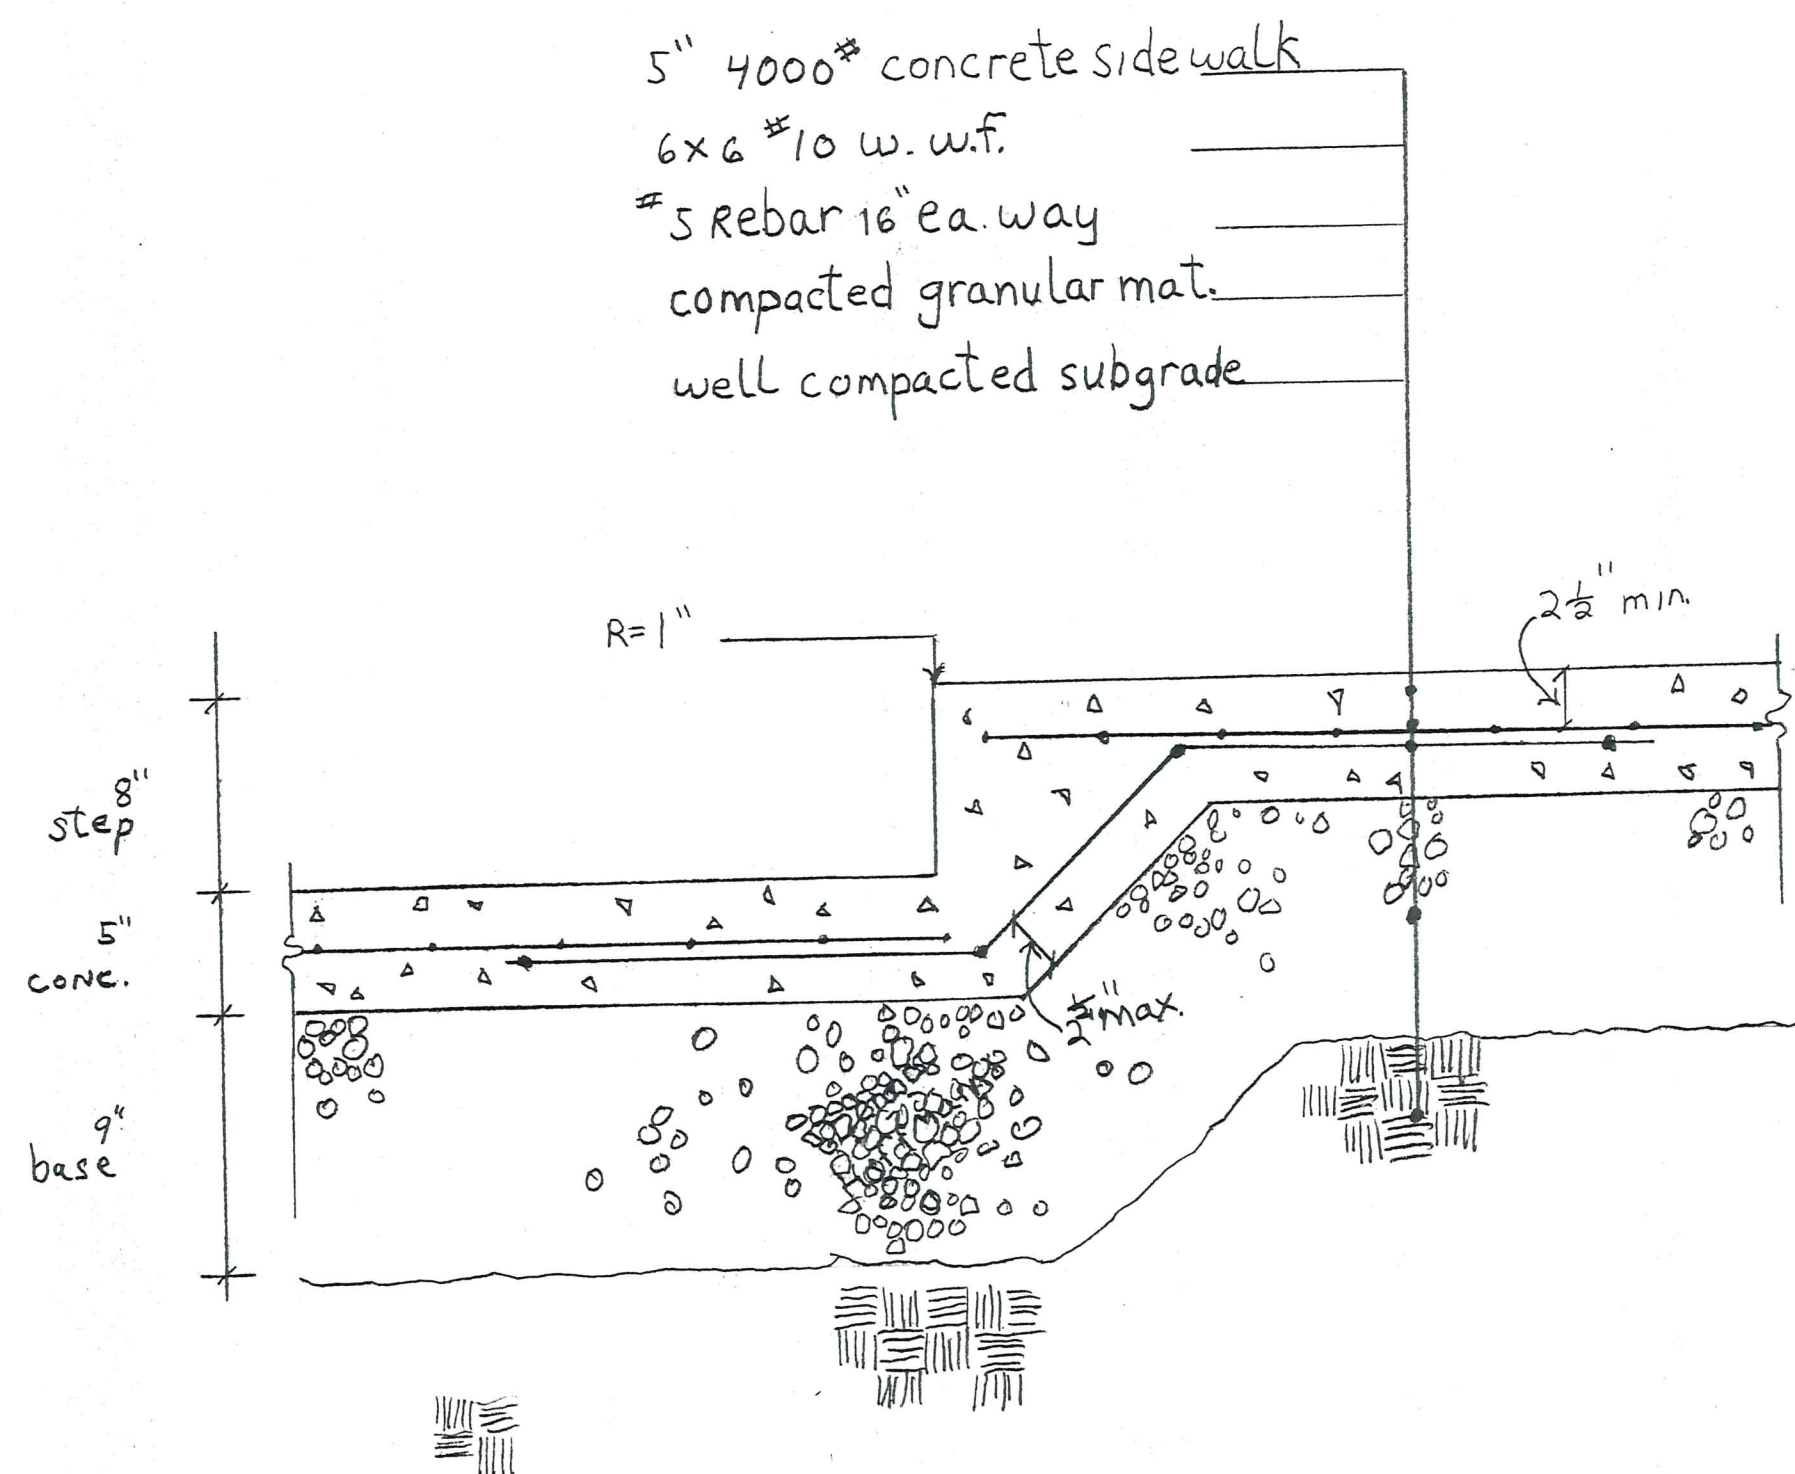 5" 4000# concrete sidewalk
6x6 #10 w.w.f.
#5 Rebar 16" ea. way
compacted granular mat.
well compacted subgrade
R=1"
2 1/2" min.
8"
step
5"
conc.
9"
base
max.